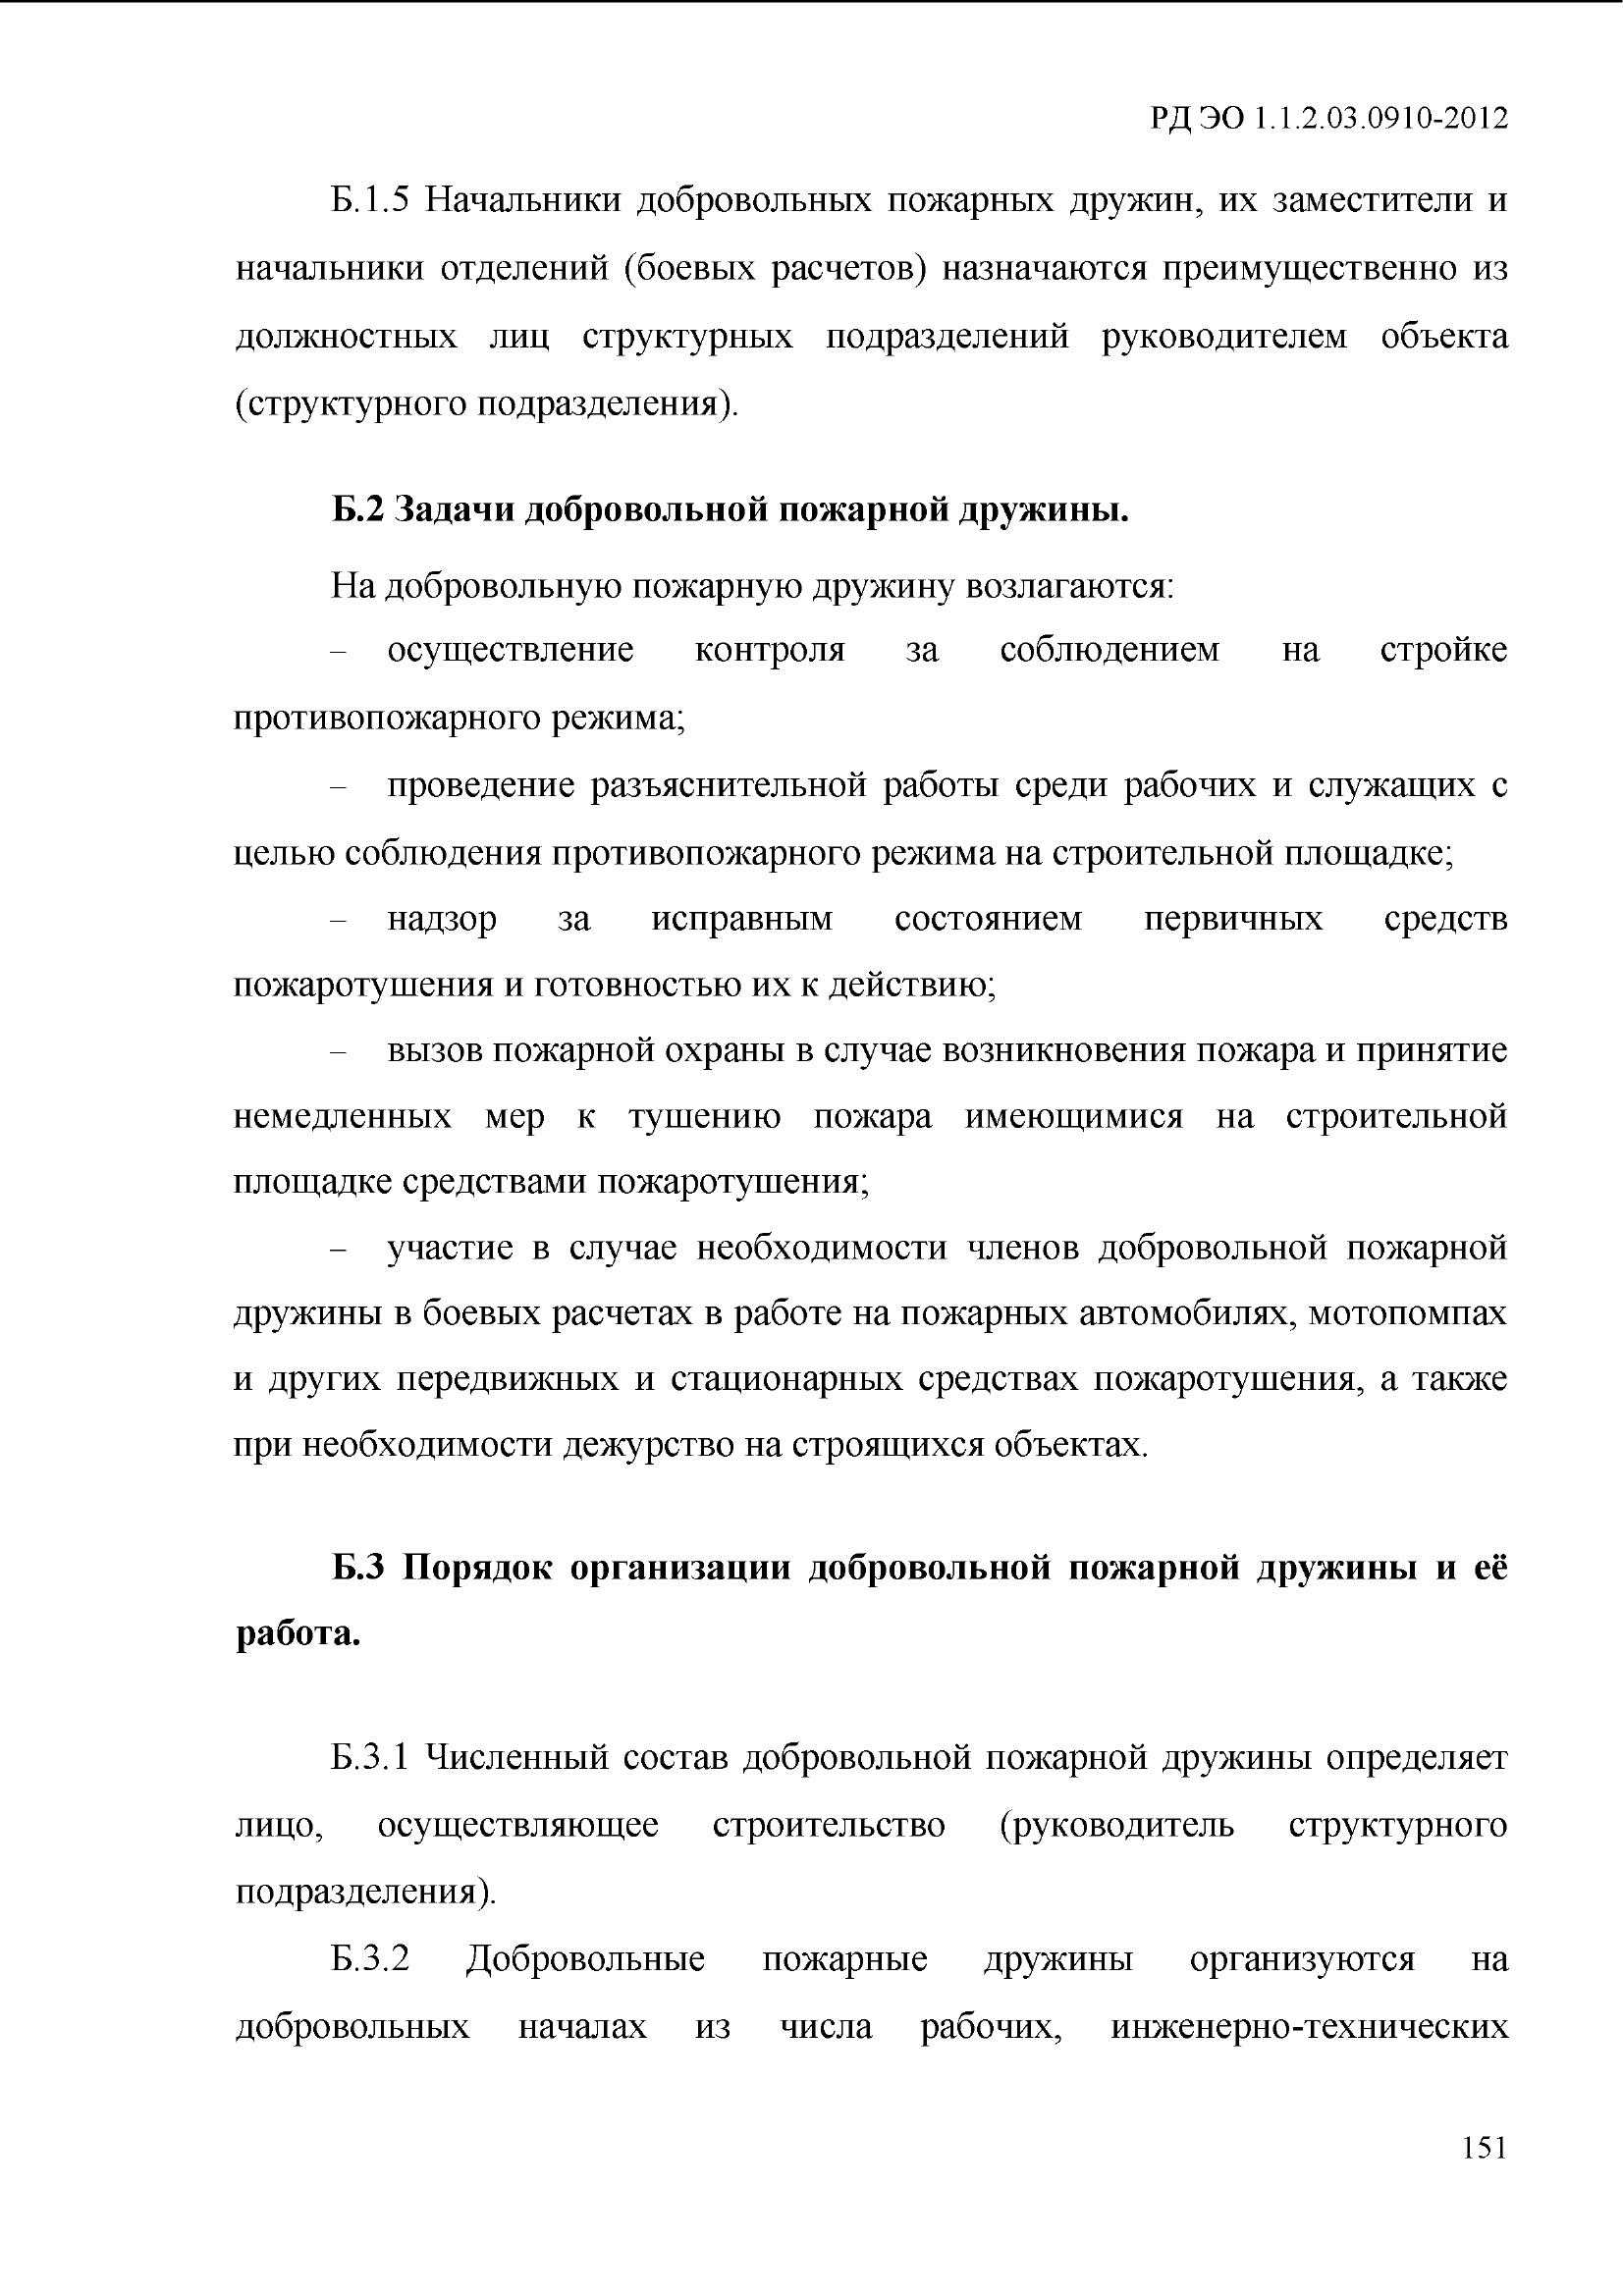 РД ЭО 1.1.2.03.0910-2012
Б.1.5 Начальники добровольных пожарных дружин, их заместители и
начальники отделений (боевых расчетов) назначаются преимущественно из
должностных лиц структурных подразделений руководителем объекта
(структурного подразделения).
Б.2 Задачи добровольной пожарной дружины.
На добровольную пожарную дружину возлагаются:
– осуществление контроля за соблюдением на стройке
противопожарного режима;
– проведение разъяснительной работы среди рабочих и служащих с
целью соблюдения противопожарного режима на строительной площадке;
– надзор за исправным состоянием первичных средств
пожаротушения и готовностью их к действию;
– вызов пожарной охраны в случае возникновения пожара и принятие
немедленных мер к тушению пожара имеющимися на строительной
площадке средствами пожаротушения;
– участие в случае необходимости членов добровольной пожарной
дружины в боевых расчетах в работе на пожарных автомобилях, мотопомпах
и других передвижных и стационарных средствах пожаротушения, а также
при необходимости дежурство на строящихся объектах.
Б.3 Порядок организации добровольной пожарной дружины и её
работа.
Б.3.1 Численный состав добровольной пожарной дружины определяет
лицо, осуществляющее строительство (руководитель структурного
подразделения).
Б.3.2 Добровольные пожарные дружины организуются на
добровольных началах из числа рабочих, инженерно-технических
151